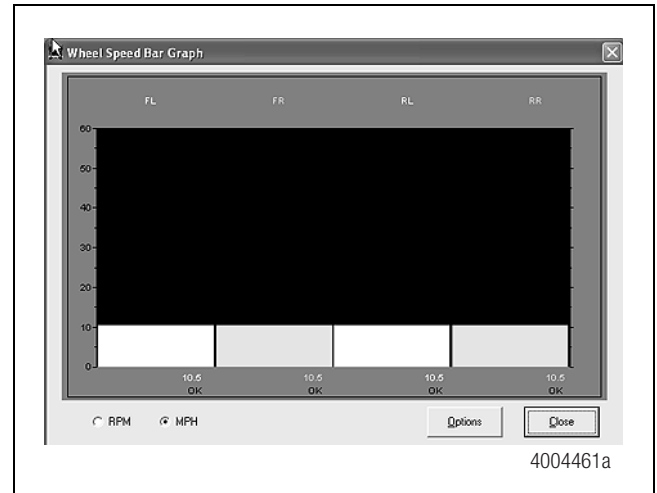 Wheel Speed Bar Graph
FL FR RL RR
60
50
40
30
20
10
0
10.5 10.5 10.5 10.5
OK OK OK OK
RPM MPH Options Close
4004461a